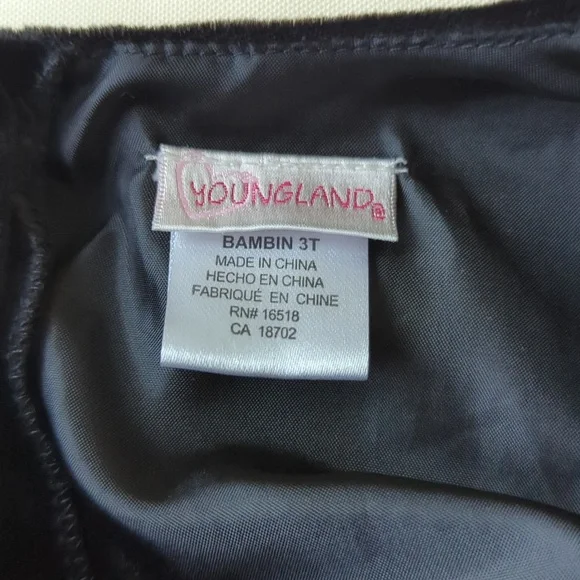 YOUNGLAND®
BAMBIN 3T
MADE IN CHINA
HECHO EN CHINA
FABRIQUÉ EN CHINE
RN# 16518
CA 18702